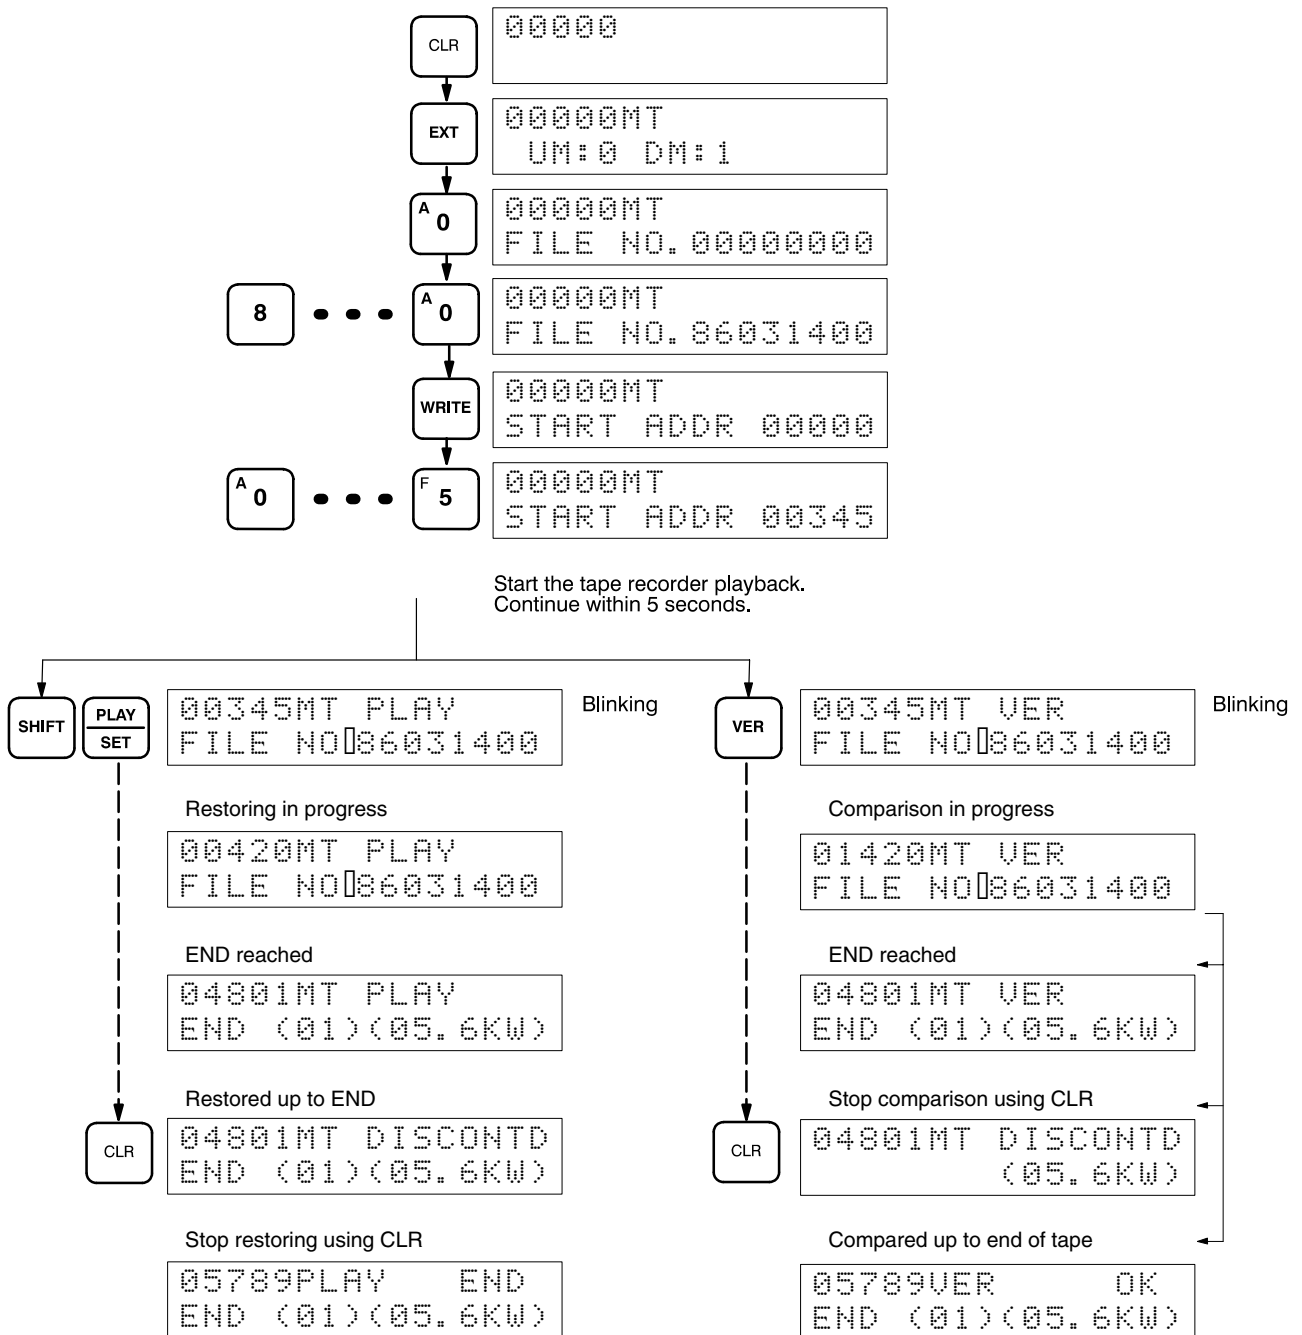 CLR
00000
EXT
00000MT
UM:0 DM:1
A 0
00000MT
FILE NO.00000000
8
A 0
00000MT
FILE NO.86031400
WRITE
00000MT
START ADDR 00000
A 0
F 5
00000MT
START ADDR 00345
Start the tape recorder playback.
Continue within 5 seconds.
SHIFT
PLAY
SET
00345MT PLAY
FILE NO▯86031400
Blinking
Restoring in progress
00420MT PLAY
FILE NO▯86031400
END reached
04801MT PLAY
END (01)(05.6KW)
Restored up to END
CLR
04801MT DISCONTD
END (01)(05.6KW)
Stop restoring using CLR
05789PLAY END
END (01)(05.6KW)
VER
00345MT VER
FILE NO▯86031400
Blinking
Comparison in progress
01420MT VER
FILE NO▯86031400
END reached
04801MT VER
END (01)(05.6KW)
Stop comparison using CLR
CLR
04801MT DISCONTD
(05.6KW)
Compared up to end of tape
05789VER OK
END (01)(05.6KW)